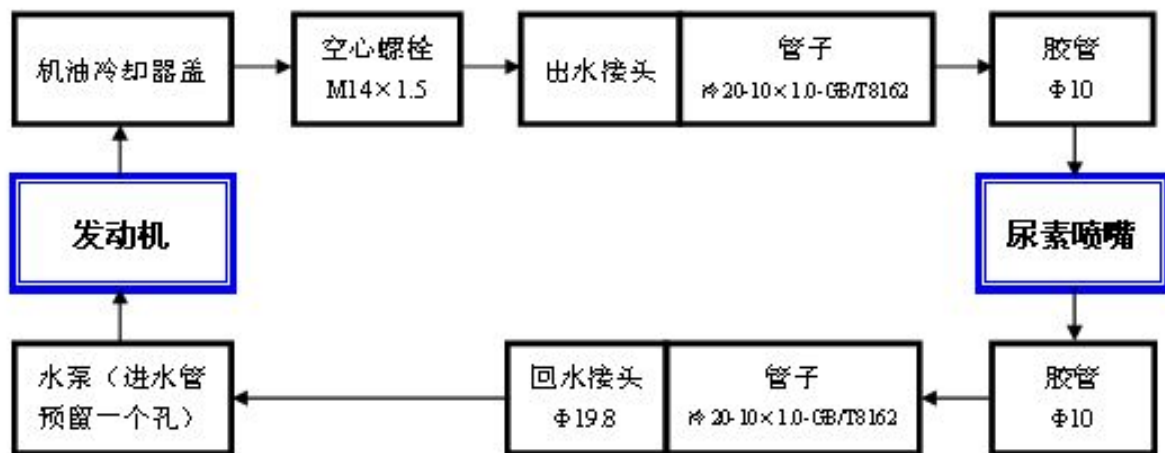 机油冷却器盖
空心螺栓
M14×1.5
出水接头
管子
冷20-10×1.0-GB/T8162
胶管
Φ10
发动机
尿素喷嘴
水泵（进水管
预留一个孔）
回水接头
Φ19.8
管子
冷20-10×1.0-GB/T8162
胶管
Φ10